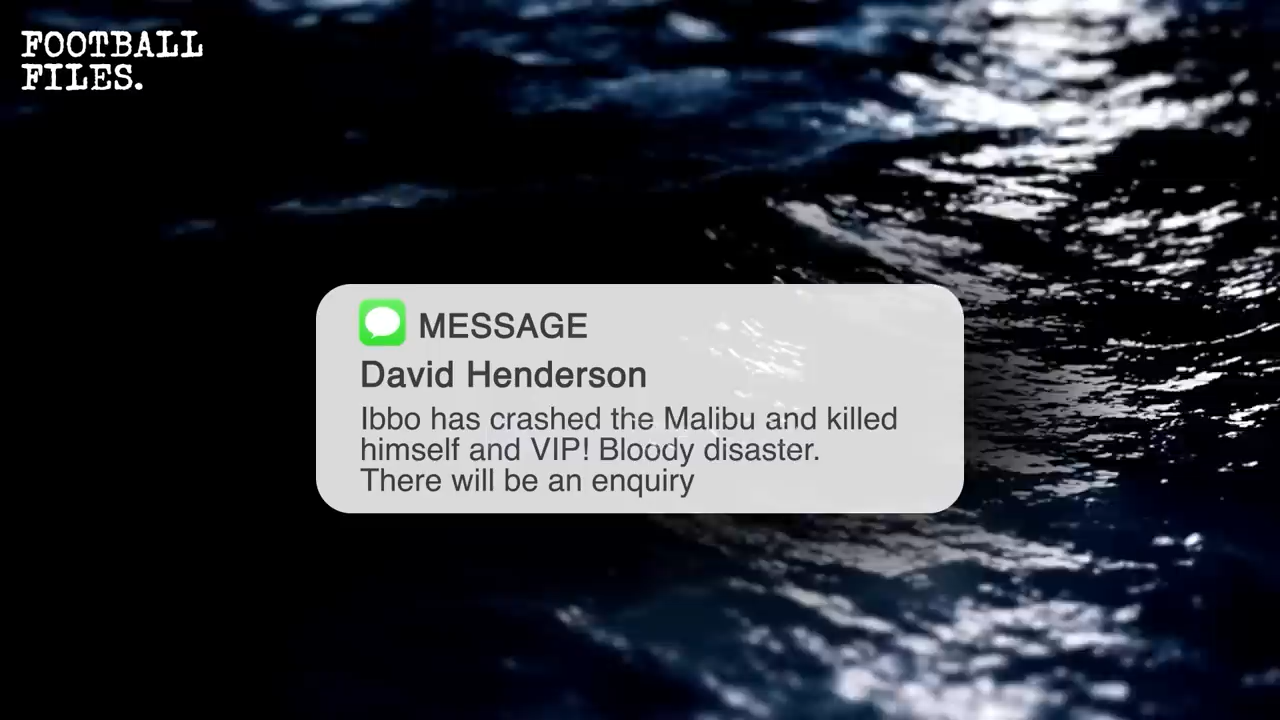 FOOTBALL
FILES.
MESSAGE
David Henderson
Ibbo has crashed the Malibu and killed
himself and VIP! Bloody disaster.
There will be an enquiry